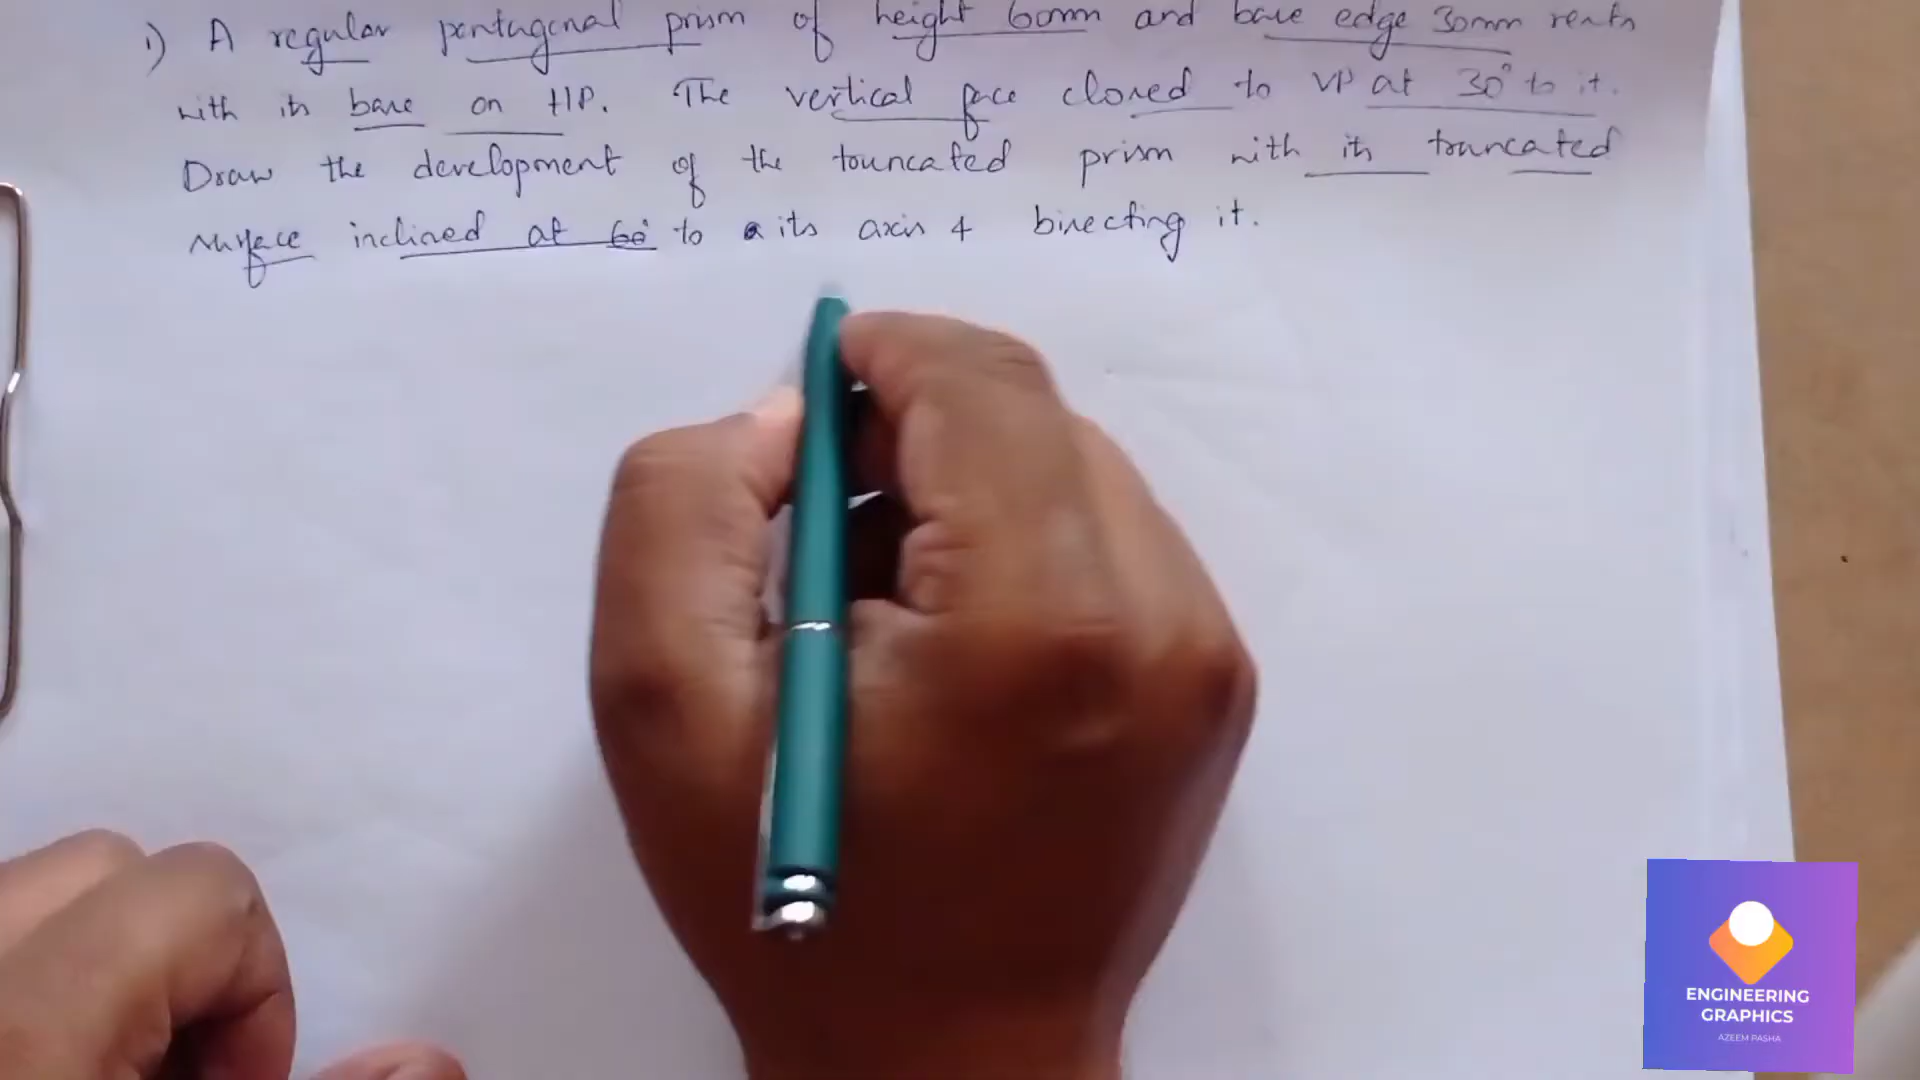 1) A regular pentagonal prism of height 60mm and base edge 30mm rests
with its base on HP. The vertical face closed to VP at 30° to it.
Draw the development of the truncated prism with its truncated
surface inclined at 60° to its axis & bisecting it.
ENGINEERING
GRAPHICS
AZEEM PASHA